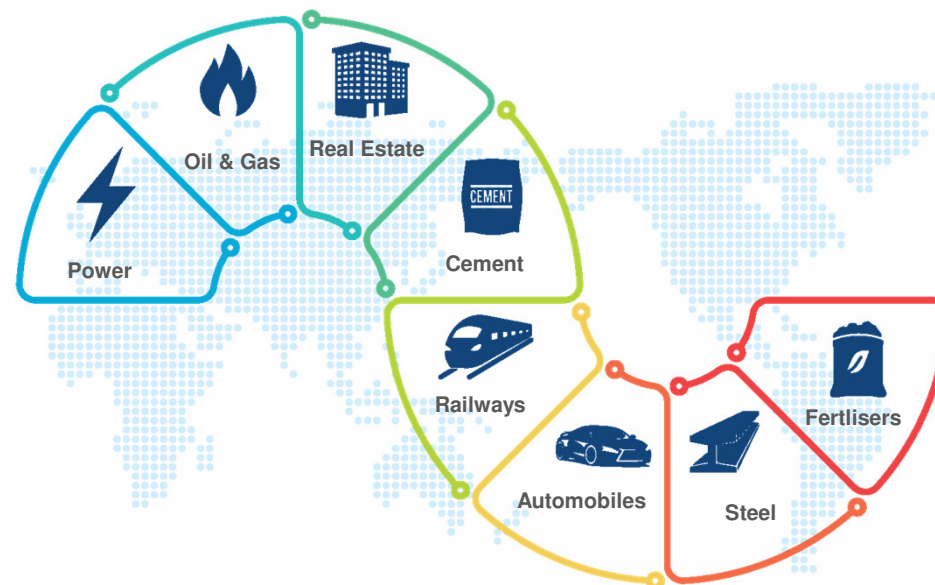 Power
Oil & Gas
Real Estate
CEMENT
Cement
Railways
Automobiles
Steel
Fertlisers